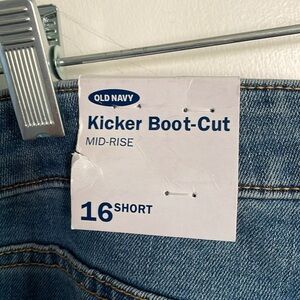 OLD NAVY
Kicker Boot-Cut
MID-RISE
16 SHORT